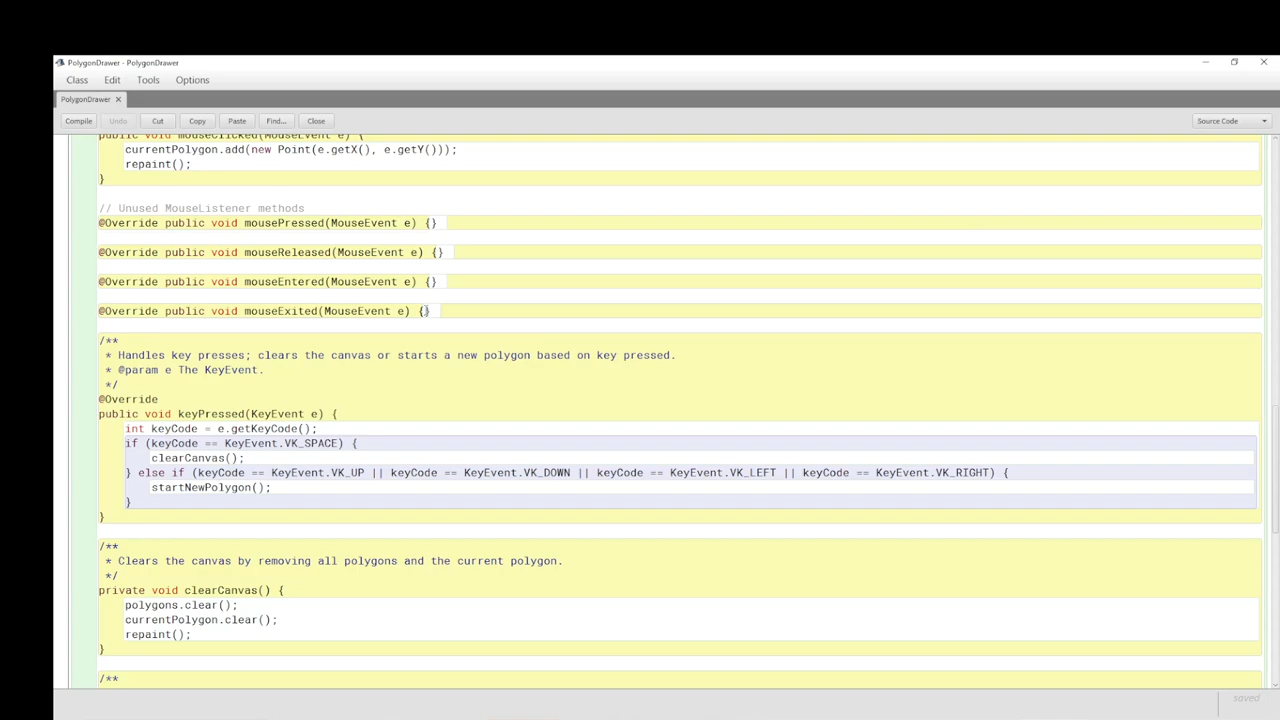 PolygonDrawer - PolygonDrawer
Class Edit Tools Options
PolygonDrawer ×
Compile Undo Cut Copy Paste Find... Close Source Code
public void mouseClicked(MouseEvent e) {
currentPolygon.add(new Point(e.getX(), e.getY()));
repaint();
}
// Unused MouseListener methods
@Override public void mousePressed(MouseEvent e) {}
@Override public void mouseReleased(MouseEvent e) {}
@Override public void mouseEntered(MouseEvent e) {}
@Override public void mouseExited(MouseEvent e) {}
/**
* Handles key presses; clears the canvas or starts a new polygon based on key pressed.
* @param e The KeyEvent.
*/
@Override
public void keyPressed(KeyEvent e) {
int keyCode = e.getKeyCode();
if (keyCode == KeyEvent.VK_SPACE) {
clearCanvas();
} else if (keyCode == KeyEvent.VK_UP || keyCode == KeyEvent.VK_DOWN || keyCode == KeyEvent.VK_LEFT || keyCode == KeyEvent.VK_RIGHT) {
startNewPolygon();
}
}
/**
* Clears the canvas by removing all polygons and the current polygon.
*/
private void clearCanvas() {
polygons.clear();
currentPolygon.clear();
repaint();
}
/**
saved